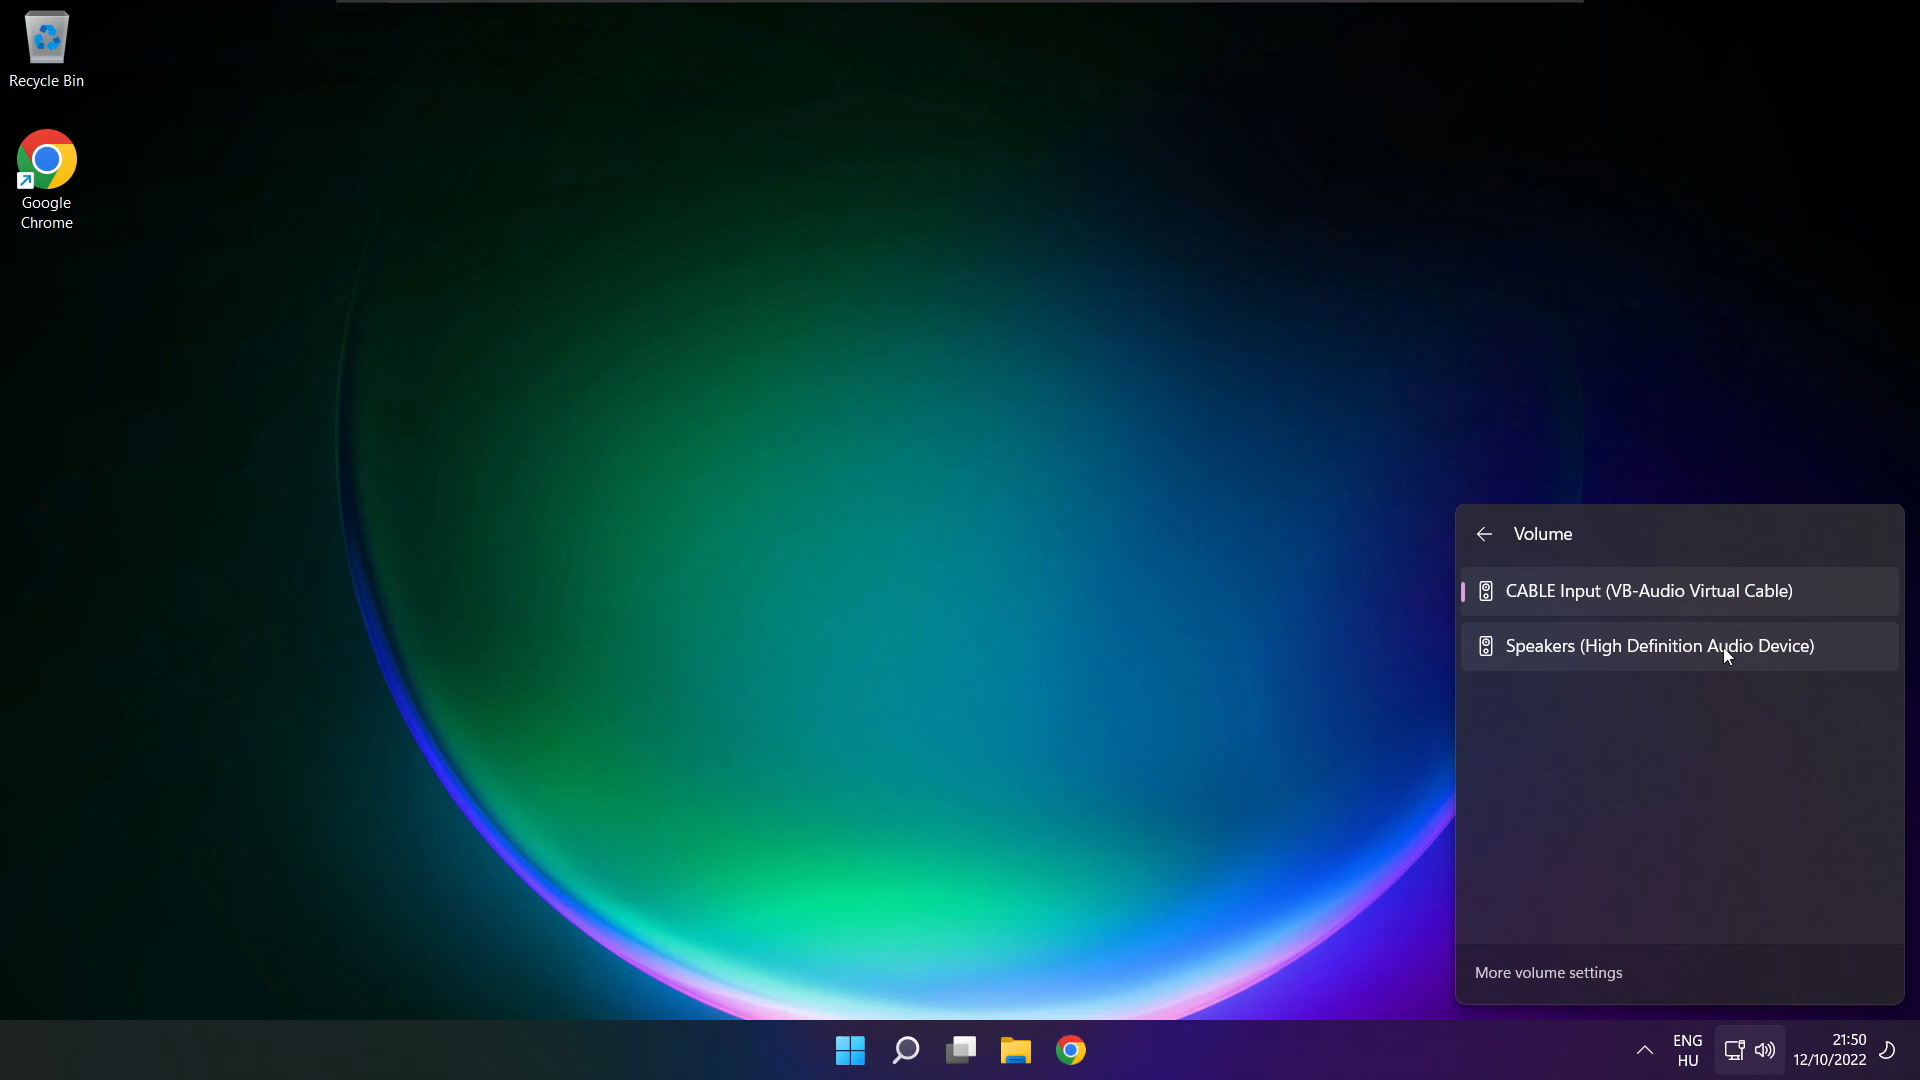 Recycle Bin
Google
Chrome
Volume
CABLE Input (VB-Audio Virtual Cable)
Speakers (High Definition Audio Device)
More volume settings
ENG
HU
21:50
12/10/2022